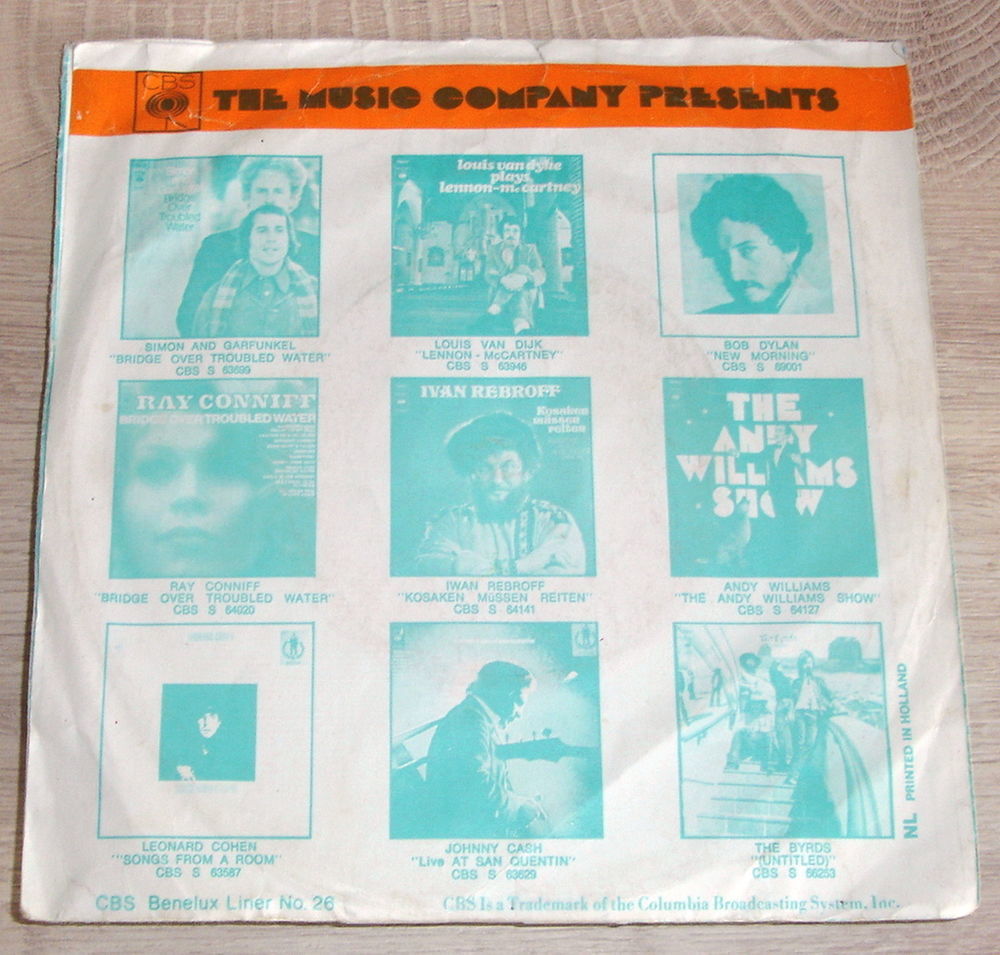 CBS
THE MUSIC COMPANY PRESENTS
Bridge
Over
Troubled
Water
louis van dyke
plays
lennon-mccartney
SIMON AND GARFUNKEL
"BRIDGE OVER TROUBLED WATER"
CBS S 63699
LOUIS VAN DIJK
"LENNON - McCARTNEY"
CBS S 63946
BOB DYLAN
"NEW MORNING"
CBS S 69001
RAY CONNIFF
BRIDGE OVER TROUBLED WATER
IVAN REBROFF
Kosaken
müssen
reiten
THE
ANDY
WILLIAMS
SHOW
RAY CONNIFF
"BRIDGE OVER TROUBLED WATER"
CBS S 64020
IWAN REBROFF
"KOSAKEN MüSSEN REITEN"
CBS S 64141
ANDY WILLIAMS
"THE ANDY WILLIAMS SHOW"
CBS S 64127
LEONARD COHEN
'"SONGS FROM A ROOM"
CBS S 63587
JOHNNY CASH
"Live AT SAN QUENTIN"
CBS S 63629
THE BYRDS
"(UNTITLED)"
CBS S 66253
NL PRINTED IN HOLLAND
CBS Benelux Liner No. 26
CBS Is a Trademark of the Columbia Broadcasting System, Inc.